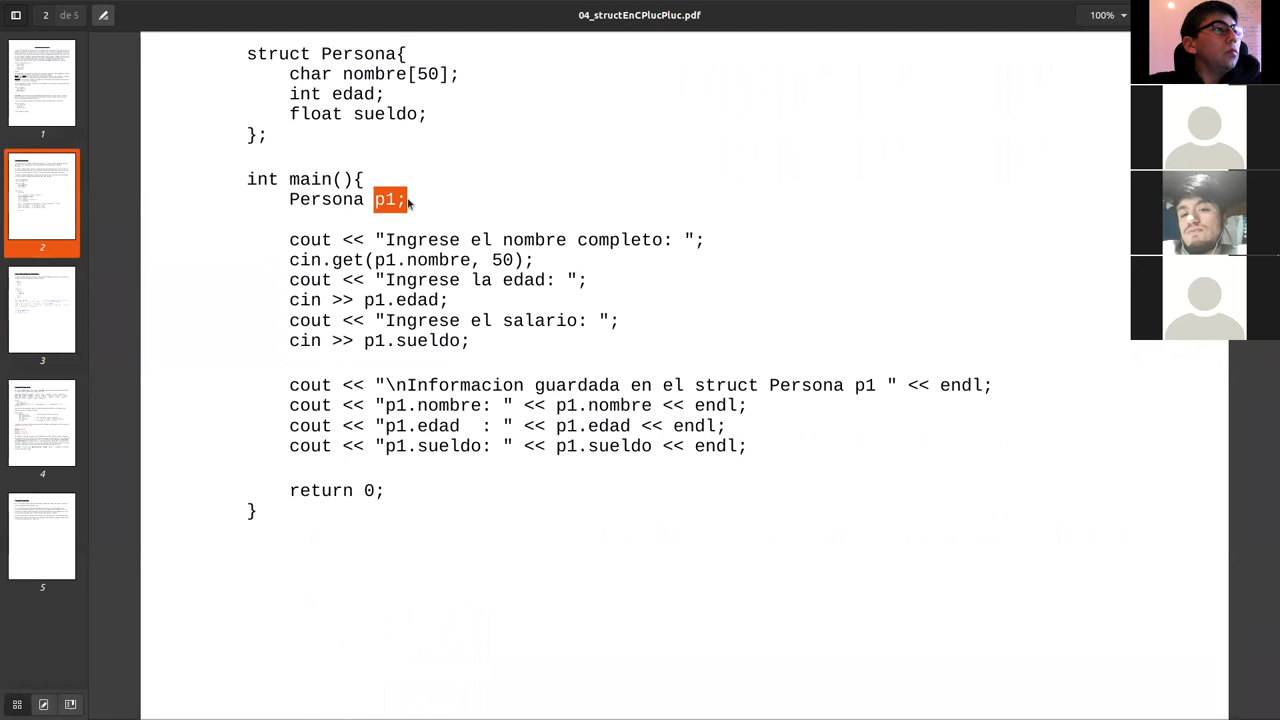 2 de 5
04_structEnCPlucPluc.pdf
100%
struct Persona{
char nombre[50];
int edad;
float sueldo;
};
int main(){
Persona p1;
cout << "Ingrese el nombre completo: ";
cin.get(p1.nombre, 50);
cout << "Ingrese la edad: ";
cin >> p1.edad;
cout << "Ingrese el salario: ";
cin >> p1.sueldo;
cout << "\nInformacion guardada en el struct Persona p1 " << endl;
cout << "p1.nombre: " << p1.nombre << endl;
cout << "p1.edad  : " << p1.edad << endl;
cout << "p1.sueldo: " << p1.sueldo << endl;
return 0;
}
1
2
3
4
5